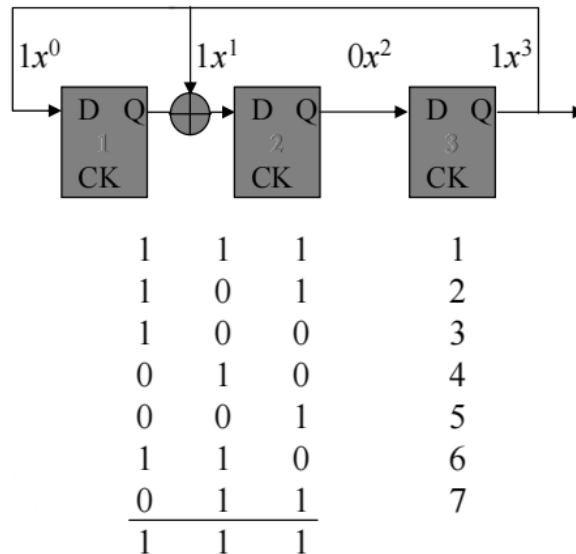 1x⁰ 1x¹ 0x² 1x³
D Q D Q D Q
1 2 3
CK CK CK
1 1 1 1
1 0 1 2
1 0 0 3
0 1 0 4
0 0 1 5
1 1 0 6
0 1 1 7
1 1 1